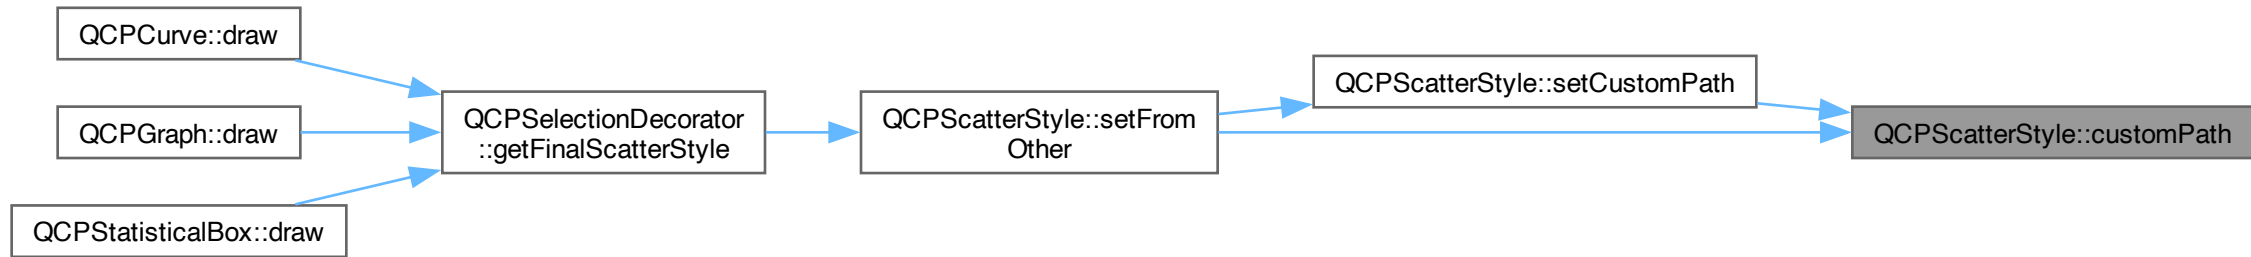 QCPCurve::draw
QCPGraph::draw
QCPStatisticalBox::draw
QCPSelectionDecorator
::getFinalScatterStyle
QCPScatterStyle::setFrom
Other
QCPScatterStyle::setCustomPath
QCPScatterStyle::customPath